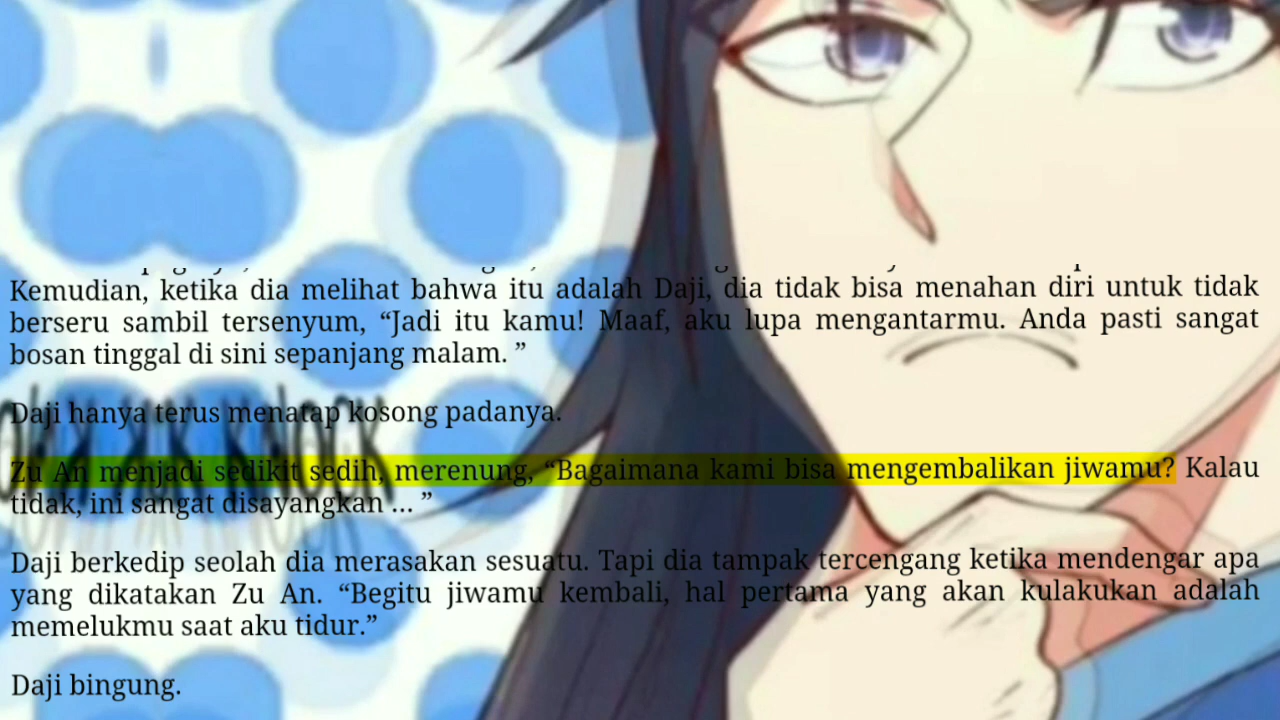 Kemudian, ketika dia melihat bahwa itu adalah Daji, dia tidak bisa menahan diri untuk tidak
berseru sambil tersenyum, “Jadi itu kamu! Maaf, aku lupa mengantarmu. Anda pasti sangat
bosan tinggal di sini sepanjang malam. ”
Daji hanya terus menatap kosong padanya.
Zu An menjadi sedikit sedih, merenung, “Bagaimana kami bisa mengembalikan jiwamu? Kalau
tidak, ini sangat disayangkan ... ”
Daji berkedip seolah dia merasakan sesuatu. Tapi dia tampak tercengang ketika mendengar apa
yang dikatakan Zu An. “Begitu jiwamu kembali, hal pertama yang akan kulakukan adalah
memelukmu saat aku tidur.”
Daji bingung.